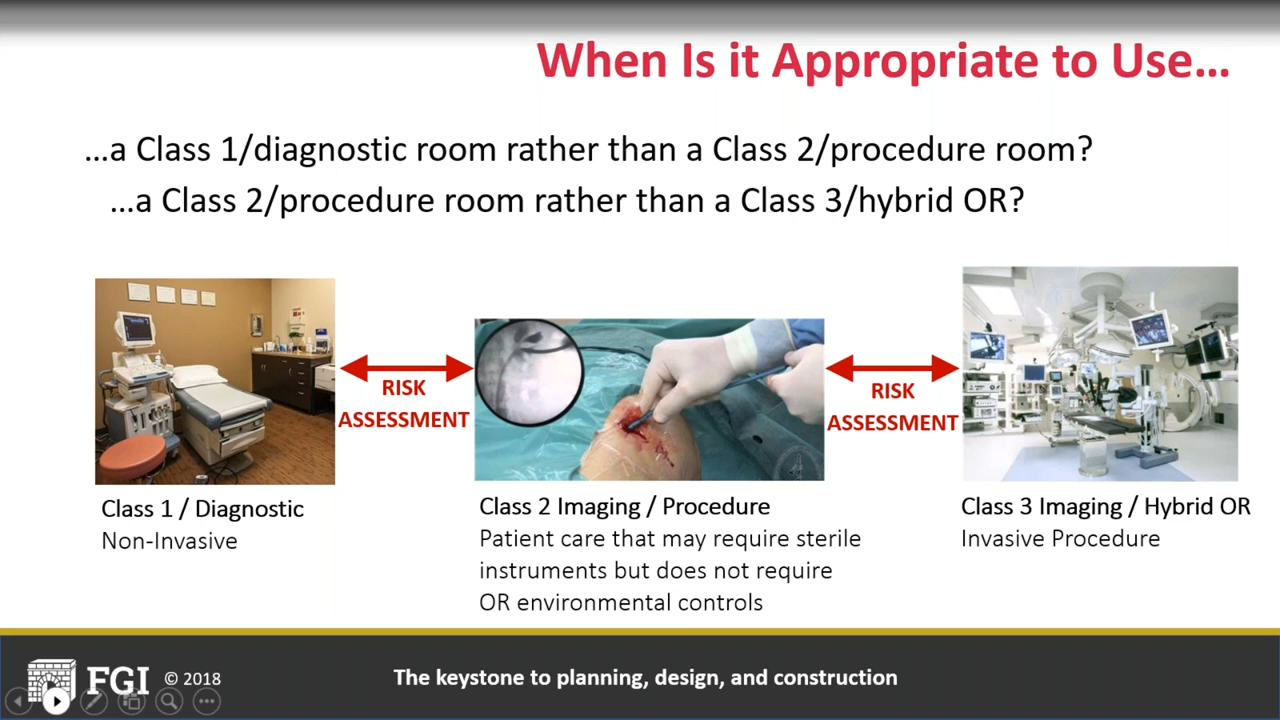 When Is it Appropriate to Use...
...a Class 1/diagnostic room rather than a Class 2/procedure room?
...a Class 2/procedure room rather than a Class 3/hybrid OR?
RISK
ASSESSMENT
RISK
ASSESSMENT
Class 1 / Diagnostic
Non-Invasive
Class 2 Imaging / Procedure
Patient care that may require sterile
instruments but does not require
OR environmental controls
Class 3 Imaging / Hybrid OR
Invasive Procedure
FGI © 2018
The keystone to planning, design, and construction